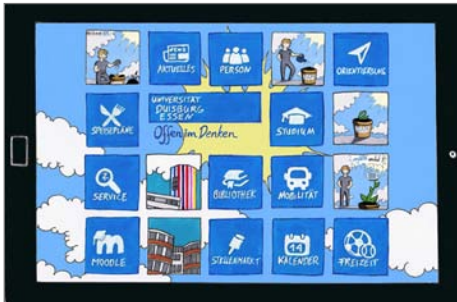 NEWS
AKTUELLES
PERSON
ORIENTIERUNG
SPEISEPLÄNE
UNIVERSITÄT
DUISBURG
ESSEN
Offen im Denken
STUDIUM
SERVICE
BIBLIOTHEK
MOBILITÄT
MOODLE
STELLENMARKT
14
KALENDER
FREIZEIT